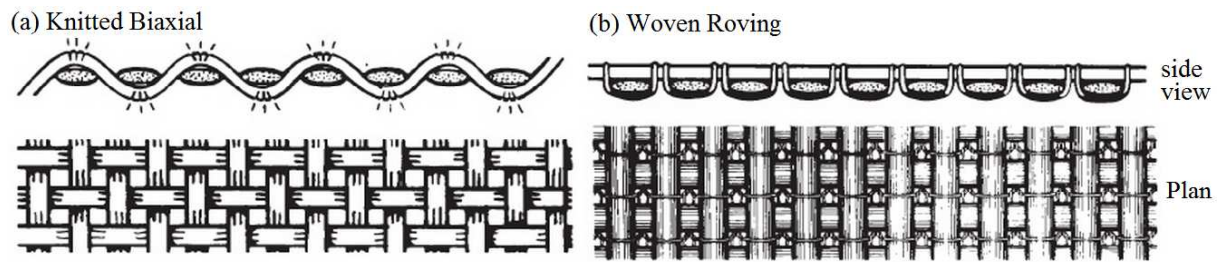 (a) Knitted Biaxial
(b) Woven Roving
side
view
Plan